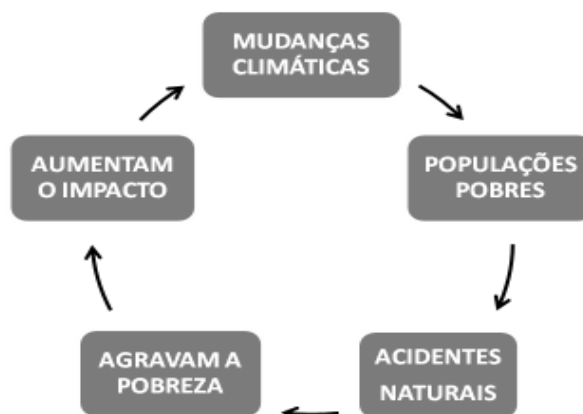 MUDANÇAS
CLIMÁTICAS
POPULAÇÕES
POBRES
ACIDENTES
NATURAIS
AGRAVAM A
POBREZA
AUMENTAM
O IMPACTO